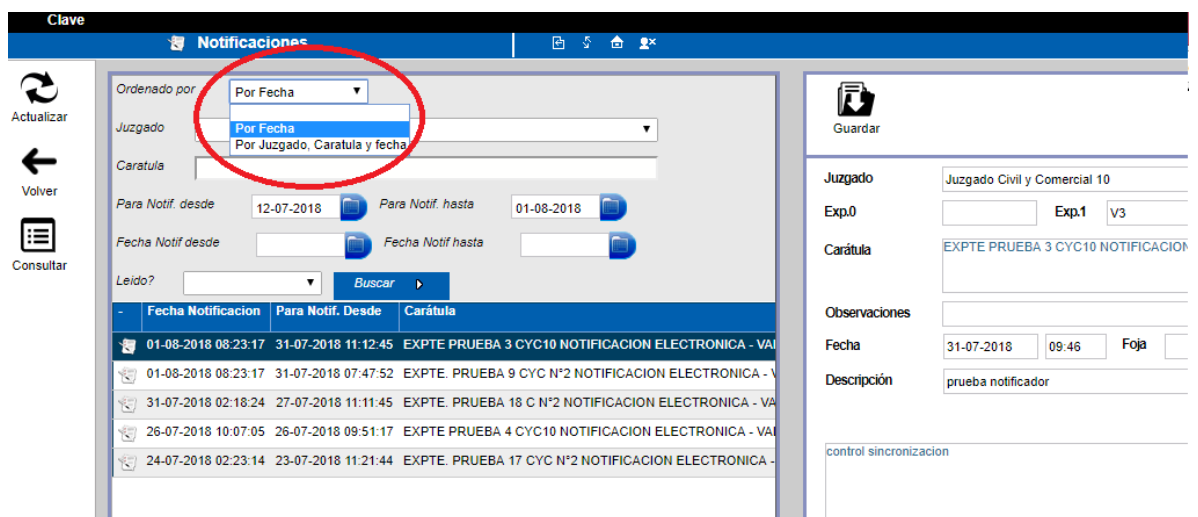 Clave
Notificaciones
Actualizar
Volver
Consultar
Ordenado por
Por Fecha
Por Fecha
Por Juzgado, Caratula y fecha
Juzgado
Caratula
Para Notif. desde 12-07-2018 Para Notif. hasta 01-08-2018
Fecha Notif desde Fecha Notif hasta
Leido? Buscar
- Fecha Notificacion Para Notif. Desde Carátula
01-08-2018 08:23:17 31-07-2018 11:12:45 EXPTE PRUEBA 3 CYC10 NOTIFICACION ELECTRONICA -
01-08-2018 08:23:17 31-07-2018 07:47:52 EXPTE. PRUEBA 9 CYC N°2 NOTIFICACION ELECTRONICA -
31-07-2018 02:18:24 27-07-2018 11:11:45 EXPTE. PRUEBA 18 C N°2 NOTIFICACION ELECTRONICA -
26-07-2018 10:07:05 26-07-2018 09:51:17 EXPTE PRUEBA 4 CYC10 NOTIFICACION ELECTRONICA -
24-07-2018 02:23:14 23-07-2018 11:21:44 EXPTE. PRUEBA 17 CYC N°2 NOTIFICACION ELECTRONICA -
Guardar
Juzgado Juzgado Civil y Comercial 10
Exp.0 Exp.1 V3
Carátula EXPTE PRUEBA 3 CYC10 NOTIFICACION
Observaciones
Fecha 31-07-2018 09:46 Foja
Descripción prueba notificador
control sincronizacion